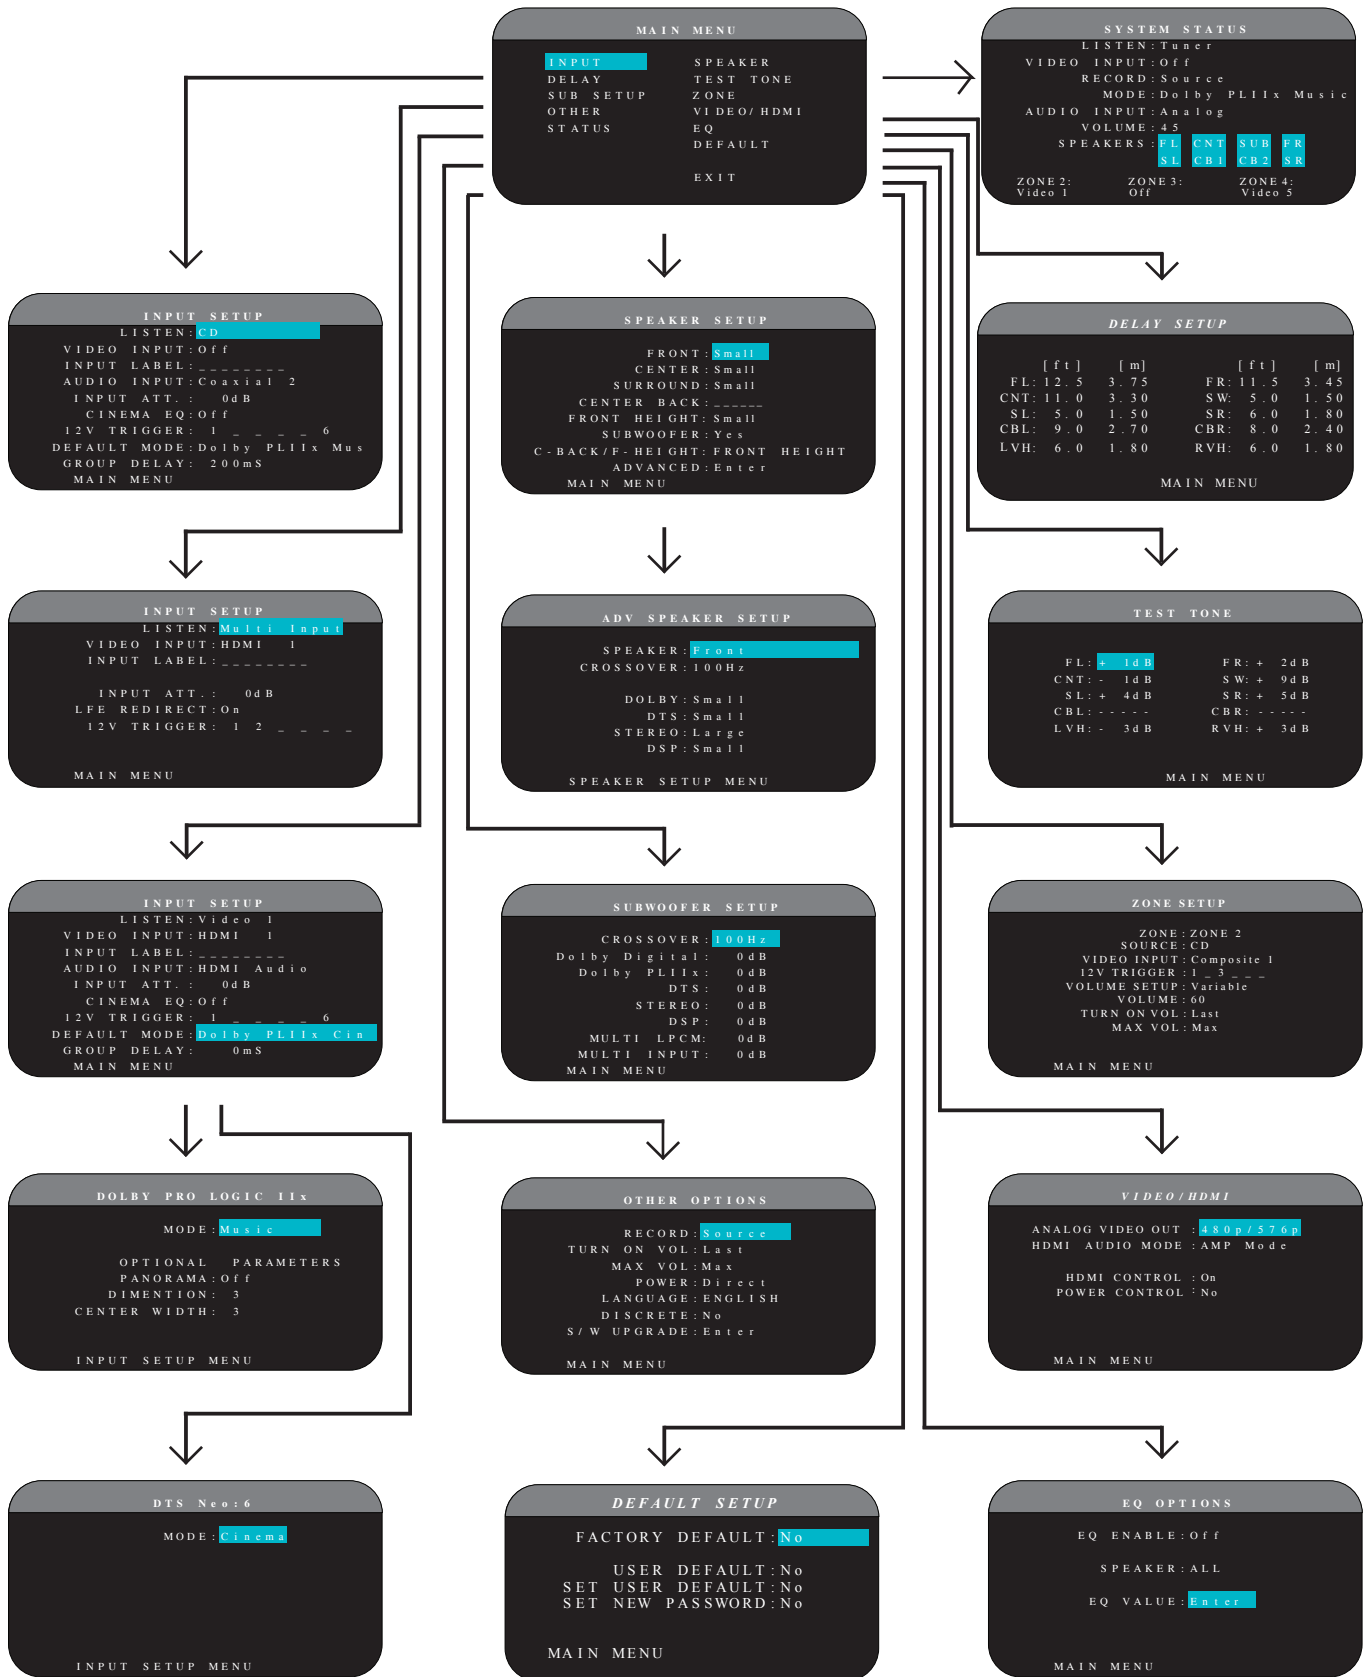 MAIN MENU
INPUT SPEAKER
DELAY TEST TONE
SUB SETUP ZONE
OTHER VIDEO/HDMI
STATUS EQ
DEFAULT
EXIT
SYSTEM STATUS
LISTEN:Tuner
VIDEO INPUT:Off
RECORD:Source
MODE:Dolby PLIIx Music
AUDIO INPUT:Analog
VOLUME:45
SPEAKERS:FL CNT SUB FR
SL CB1 CB2 SR
ZONE2: ZONE3: ZONE4:
Video 1 Off Video 5
INPUT SETUP
LISTEN:CD
VIDEO INPUT:Off
INPUT LABEL:________
AUDIO INPUT:Coaxial 2
INPUT ATT.: 0dB
CINEMA EQ:Off
12V TRIGGER: 1 _ _ _ _ 6
DEFAULT MODE:Dolby PLIIx Mus
GROUP DELAY: 200mS
MAIN MENU
SPEAKER SETUP
FRONT:Small
CENTER:Small
SURROUND:Small
CENTER BACK:______
FRONT HEIGHT:Small
SUBWOOFER:Yes
C-BACK/F-HEIGHT:FRONT HEIGHT
ADVANCED:Enter
MAIN MENU
DELAY SETUP
[ft] [m] [ft] [m]
FL:12.5 3.75 FR:11.5 3.45
CNT:11.0 3.30 SW: 5.0 1.50
SL: 5.0 1.50 SR: 6.0 1.80
CBL: 9.0 2.70 CBR: 8.0 2.40
LVH: 6.0 1.80 RVH: 6.0 1.80
MAIN MENU
INPUT SETUP
LISTEN:Multi Input
VIDEO INPUT:HDMI 1
INPUT LABEL:________
INPUT ATT.: 0dB
LFE REDIRECT:On
12V TRIGGER: 1 2 _ _ _ _
MAIN MENU
ADV SPEAKER SETUP
SPEAKER:Front
CROSSOVER:100Hz
DOLBY:Small
DTS:Small
STEREO:Large
DSP:Small
SPEAKER SETUP MENU
TEST TONE
FL:+ 1dB FR:+ 2dB
CNT:- 1dB SW:+ 9dB
SL:+ 4dB SR:+ 5dB
CBL:----- CBR:-----
LVH:- 3dB RVH:+ 3dB
MAIN MENU
INPUT SETUP
LISTEN:Video 1
VIDEO INPUT:HDMI 1
INPUT LABEL:________
AUDIO INPUT:HDMI Audio
INPUT ATT.: 0dB
CINEMA EQ:Off
12V TRIGGER: 1 _ _ _ _ 6
DEFAULT MODE:Dolby PLIIx Cin
GROUP DELAY: 0mS
MAIN MENU
SUBWOOFER SETUP
CROSSOVER:100Hz
Dolby Digital: 0dB
Dolby PLIIx: 0dB
DTS: 0dB
STEREO: 0dB
DSP: 0dB
MULTI LPCM: 0dB
MULTI INPUT: 0dB
MAIN MENU
ZONE SETUP
ZONE:ZONE 2
SOURCE:CD
VIDEO INPUT:Composite 1
12V TRIGGER:1 _ 3 _ _ _
VOLUME SETUP:Variable
VOLUME:60
TURN ON VOL:Last
MAX VOL:Max
MAIN MENU
DOLBY PRO LOGIC IIx
MODE:Music
OPTIONAL PARAMETERS
PANORAMA:Off
DIMENTION: 3
CENTER WIDTH: 3
INPUT SETUP MENU
OTHER OPTIONS
RECORD:Source
TURN ON VOL:Last
MAX VOL:Max
POWER:Direct
LANGUAGE:ENGLISH
DISCRETE:No
S/W UPGRADE:Enter
MAIN MENU
VIDEO/HDMI
ANALOG VIDEO OUT :480p/576p
HDMI AUDIO MODE :AMP Mode
HDMI CONTROL :On
POWER CONTROL :No
MAIN MENU
DTS Neo:6
MODE:Cinema
INPUT SETUP MENU
DEFAULT SETUP
FACTORY DEFAULT:No
USER DEFAULT:No
SET USER DEFAULT:No
SET NEW PASSWORD:No
MAIN MENU
EQ OPTIONS
EQ ENABLE:Off
SPEAKER:ALL
EQ VALUE:Enter
MAIN MENU